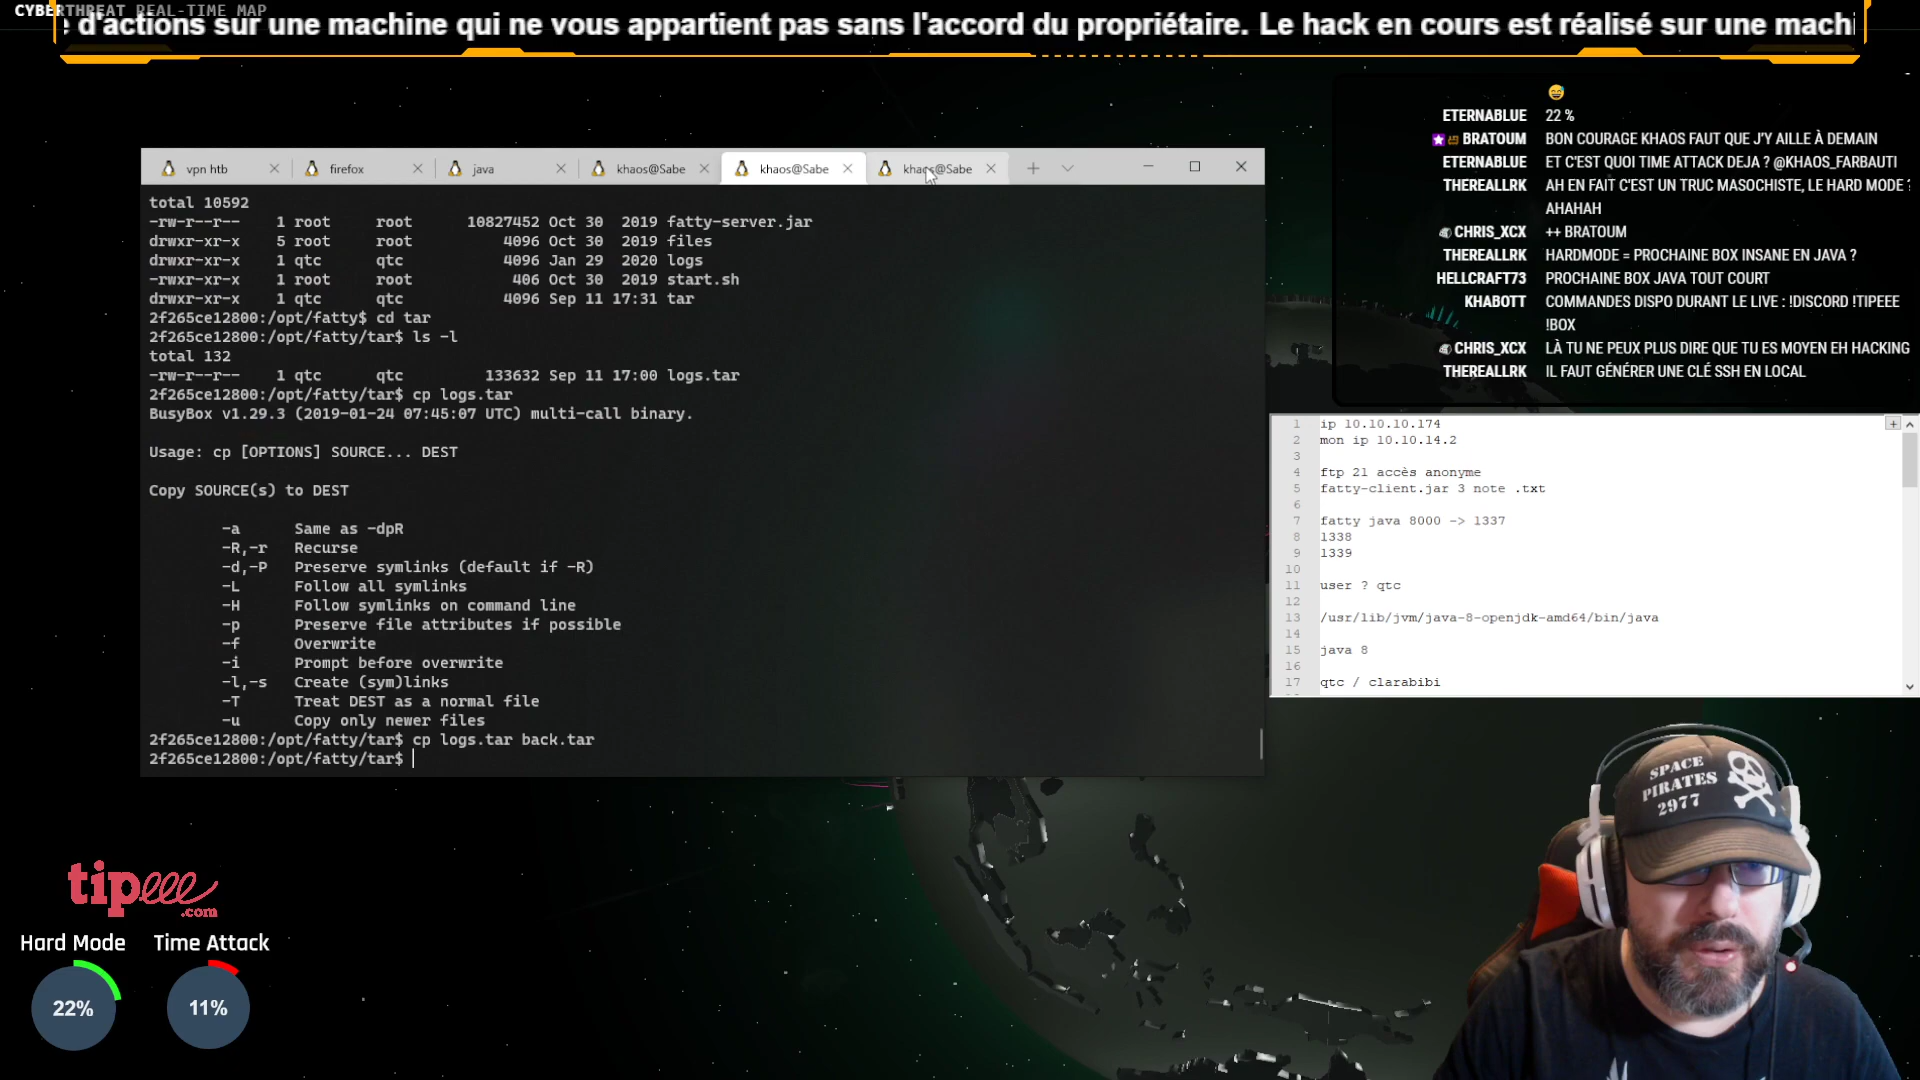 CYBERTHREAT REAL-TIME MAP
d'actions sur une machine qui ne vous appartient pas sans l'accord du propriétaire. Le hack en cours est réalisé sur une machi
vpn htb
firefox
java
khaos@Sabe
khaos@Sabe
khaos@Sabe
total 10592
-rw-r--r-- 1 root root 10827452 Oct 30 2019 fatty-server.jar
drwxr-xr-x 5 root root 4096 Oct 30 2019 files
drwxr-xr-x 1 qtc qtc 4096 Jan 29 2020 logs
-rwxr-xr-x 1 root root 406 Oct 30 2019 start.sh
drwxr-xr-x 1 qtc qtc 4096 Sep 11 17:31 tar
2f265ce12800:/opt/fatty$ cd tar
2f265ce12800:/opt/fatty/tar$ ls -l
total 132
-rw-r--r-- 1 qtc qtc 133632 Sep 11 17:00 logs.tar
2f265ce12800:/opt/fatty/tar$ cp logs.tar
BusyBox v1.29.3 (2019-01-24 07:45:07 UTC) multi-call binary.
Usage: cp [OPTIONS] SOURCE... DEST
Copy SOURCE(s) to DEST
-a Same as -dpR
-R,-r Recurse
-d,-P Preserve symlinks (default if -R)
-L Follow all symlinks
-H Follow symlinks on command line
-p Preserve file attributes if possible
-f Overwrite
-i Prompt before overwrite
-l,-s Create (sym)links
-T Treat DEST as a normal file
-u Copy only newer files
2f265ce12800:/opt/fatty/tar$ cp logs.tar back.tar
2f265ce12800:/opt/fatty/tar$
ETERNABLUE 22 %
BRATOUM BON COURAGE KHAOS FAUT QUE J'Y AILLE À DEMAIN
ETERNABLUE ET C'EST QUOI TIME ATTACK DEJA ? @KHAOS_FARBAUTI
THEREALLRK AH EN FAIT C'EST UN TRUC MASOCHISTE, LE HARD MODE ?
AHAHAH
CHRIS_XCX ++ BRATOUM
THEREALLRK HARDMODE = PROCHAINE BOX INSANE EN JAVA ?
HELLCRAFT73 PROCHAINE BOX JAVA TOUT COURT
KHABOTT COMMANDES DISPO DURANT LE LIVE : !DISCORD !TIPEEE
!BOX
CHRIS_XCX LÀ TU NE PEUX PLUS DIRE QUE TU ES MOYEN EH HACKING
THEREALLRK IL FAUT GÉNÉRER UNE CLÉ SSH EN LOCAL
1 ip 10.10.10.174
2 mon ip 10.10.14.2
3
4 ftp 21 accès anonyme
5 fatty-client.jar 3 note .txt
6
7 fatty java 8000 -> 1337
8 1338
9 1339
10
11 user ? qtc
12
13 /usr/lib/jvm/java-8-openjdk-amd64/bin/java
14
15 java 8
16
17 qtc / clarabibi
SPACE
PIRATES
2977
tipeee
.com
Hard Mode
Time Attack
22%
11%